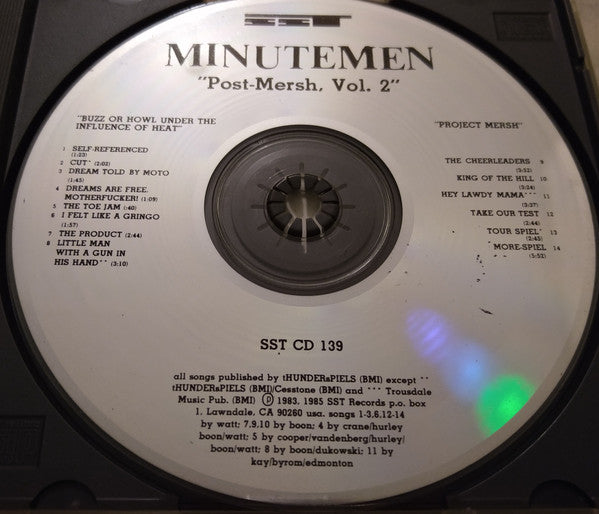 SST
MINUTEMEN
"Post-Mersh, Vol. 2"
"BUZZ OR HOWL UNDER THE
INFLUENCE OF HEAT"
1 SELF-REFERENCED
(1:23)
2 CUT (2:02)
3 DREAM TOLD BY MOTO
(1:45)
4 DREAMS ARE FREE,
MOTHERFUCKER! (1:09)
5 THE TOE JAM (:40)
6 I FELT LIKE A GRINGO
(1:57)
7 THE PRODUCT (2:44)
8 LITTLE MAN
WITH A GUN IN
HIS HAND** (3:10)
"PROJECT MERSH"
THE CHEERLEADERS 9
(3:52)
KING OF THE HILL 10
(3:24)
HEY LAWDY MAMA*** 11
(3:37)
TAKE OUR TEST 12
(2:44)
TOUR SPIEL 13
(2:45)
MORE-SPIEL 14
(5:52)
SST CD 139
all songs published by tHUNDERsPIELS (BMI) except **
tHUNDERsPIELS (BMI)/Cesstone (BMI) and *** Trousdale
Music Pub. (BMI) ℗ 1983, 1985 SST Records p.o. box
1, Lawndale, CA 90260 usa. songs 1-3,6,12-14
by watt; 7,9,10 by boon; 4 by crane/hurley
boon/watt; 5 by cooper/vandenberg/hurley/
boon/watt; 8 by boon/dukowski; 11 by
kay/byrom/edmonton